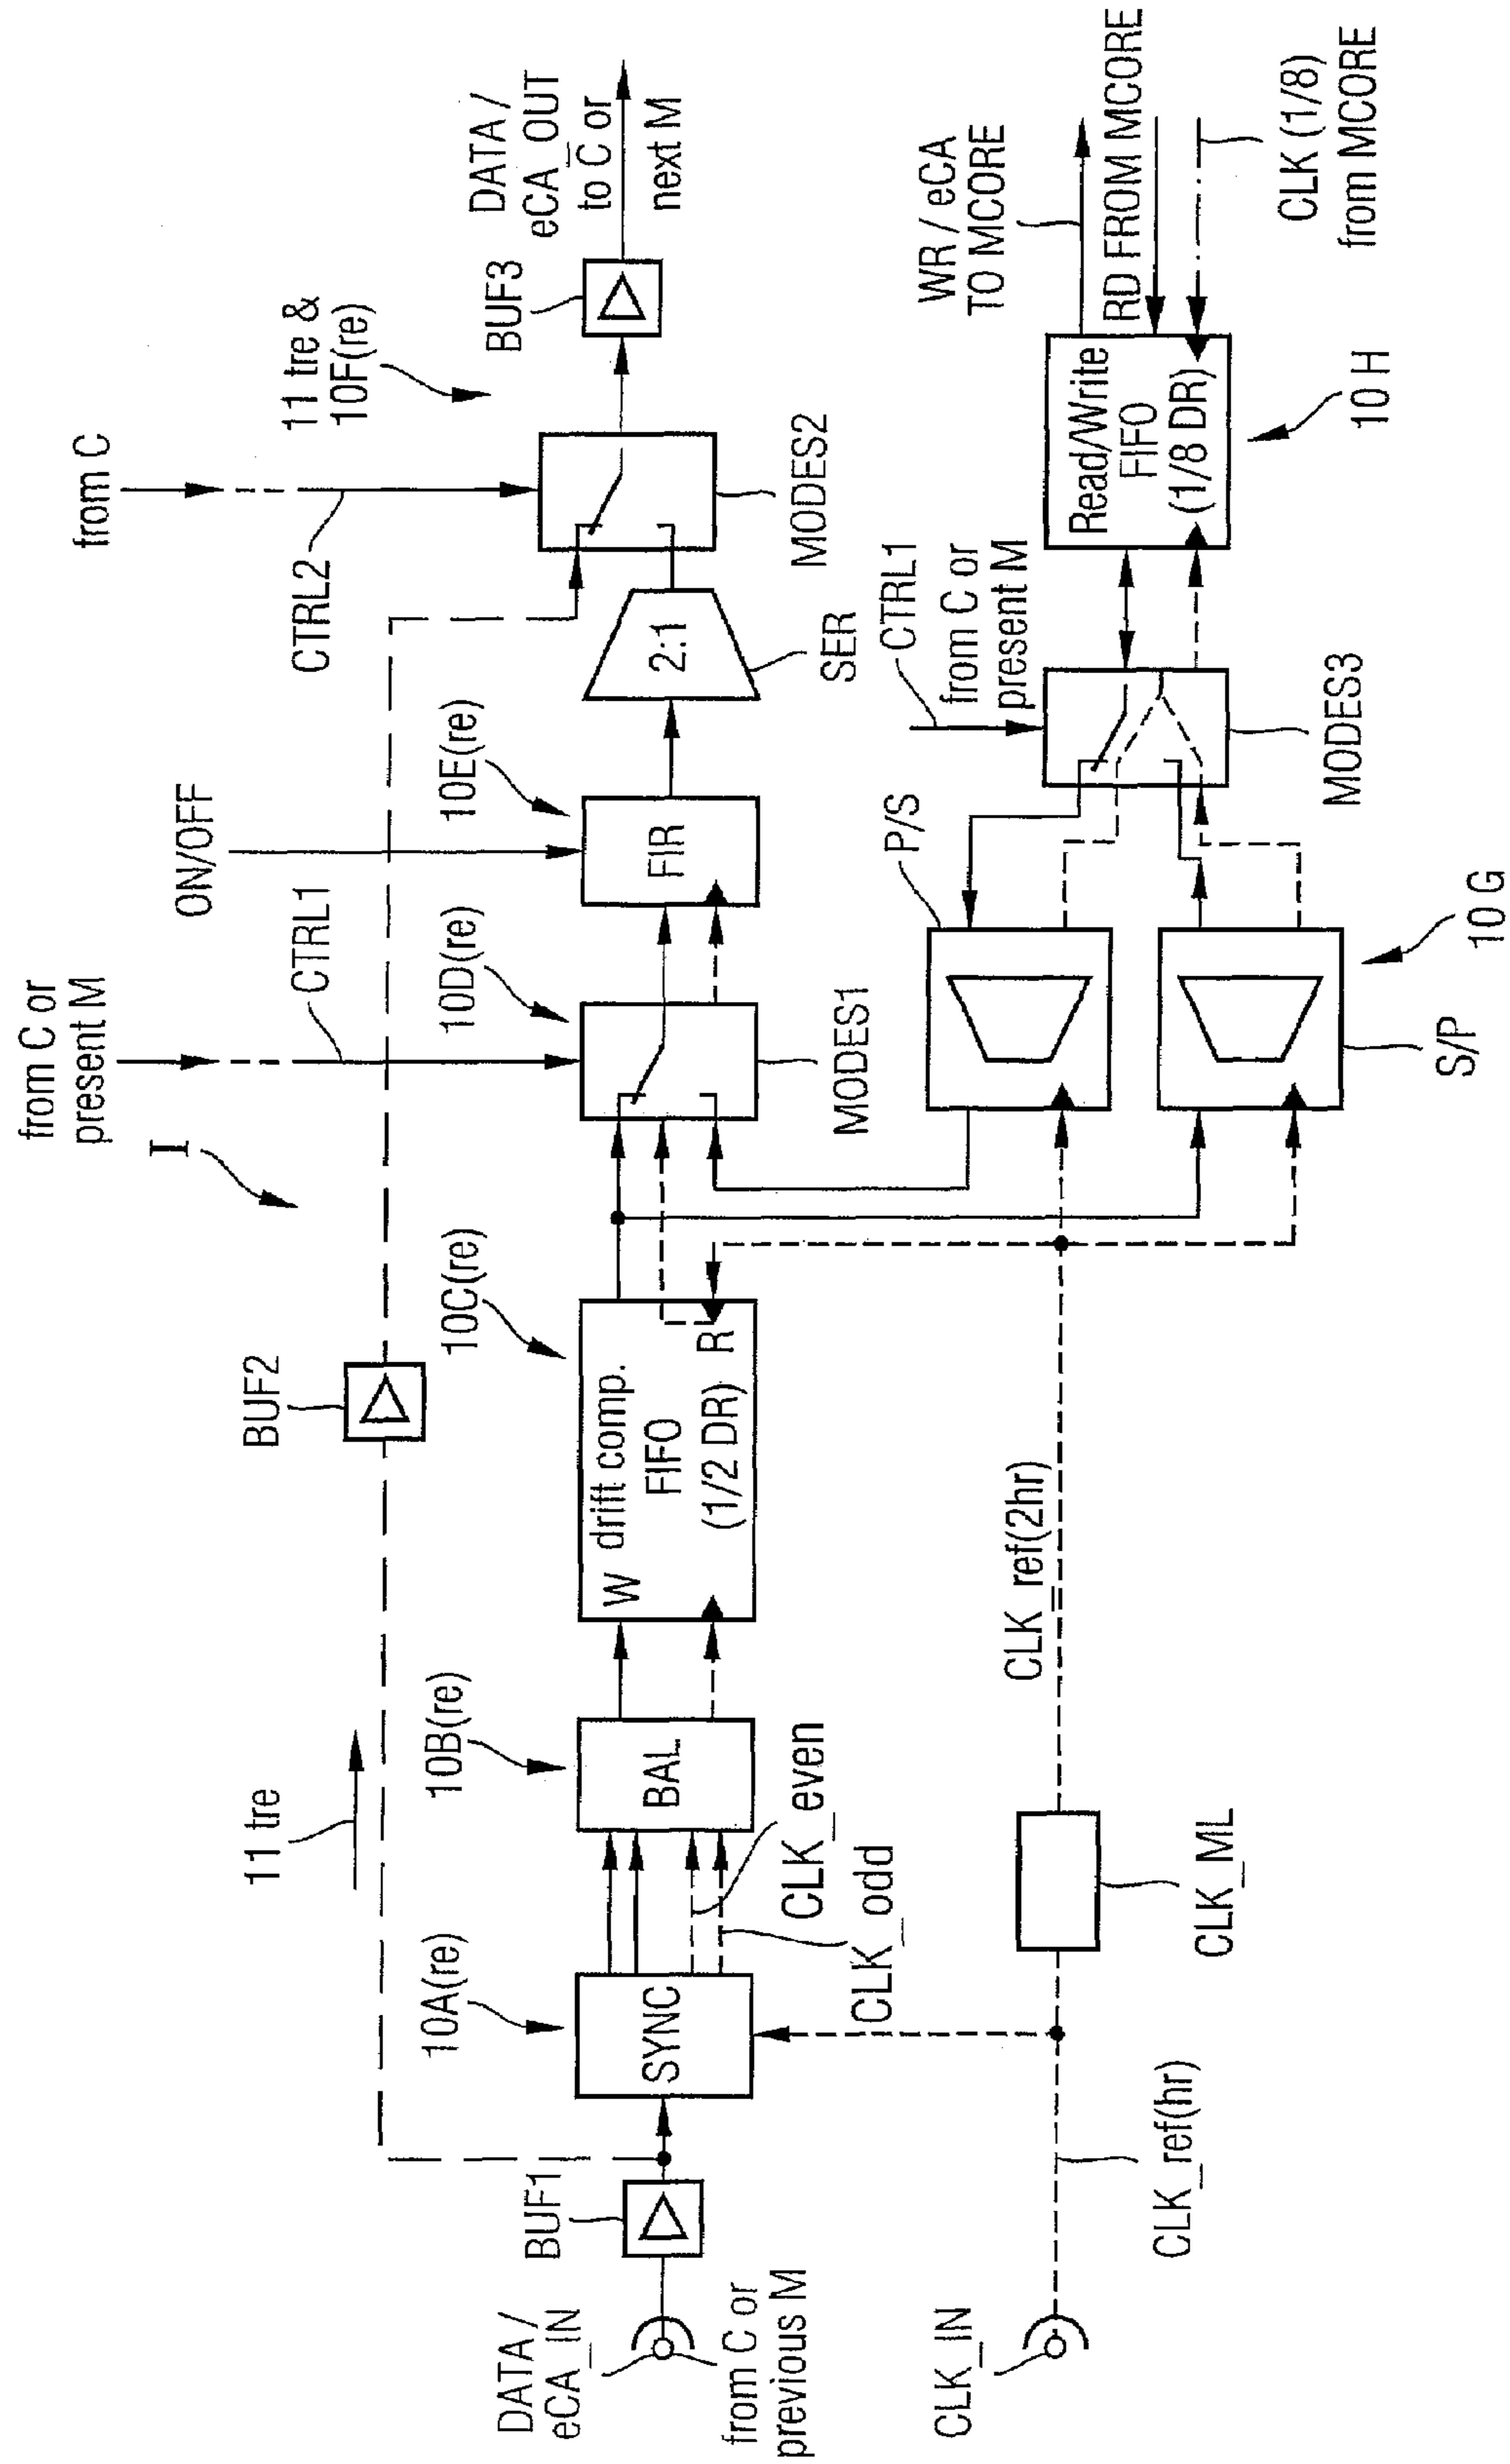 from C or
present M
I
CTRL1
ON/OFF
from C
CTRL2
11 tre &
10F(re)
BUF3
DATA /
eCA_OUT
to C or
next M
11 tre
BUF2
10A(re)
10B(re)
10C(re)
10D(re)
10E(re)
DATA /
eCA_IN
from C or
previous M
BUF1
SYNC
BAL
CLK_even
CLK_odd
W drift comp.
FIFO
(1/2 DR) R
MODES1
FIR
2:1
SER
MODES2
CLK_IN
CLK_ref(hr)
CLK_ML
CLK_ref(2hr)
P/S
S/P
10 G
CTRL1
from C or
present M
MODES3
Read/Write
FIFO
(1/8 DR)
10 H
WR / eCA
TO MCORE
RD FROM MCORE
CLK (1/8)
from MCORE